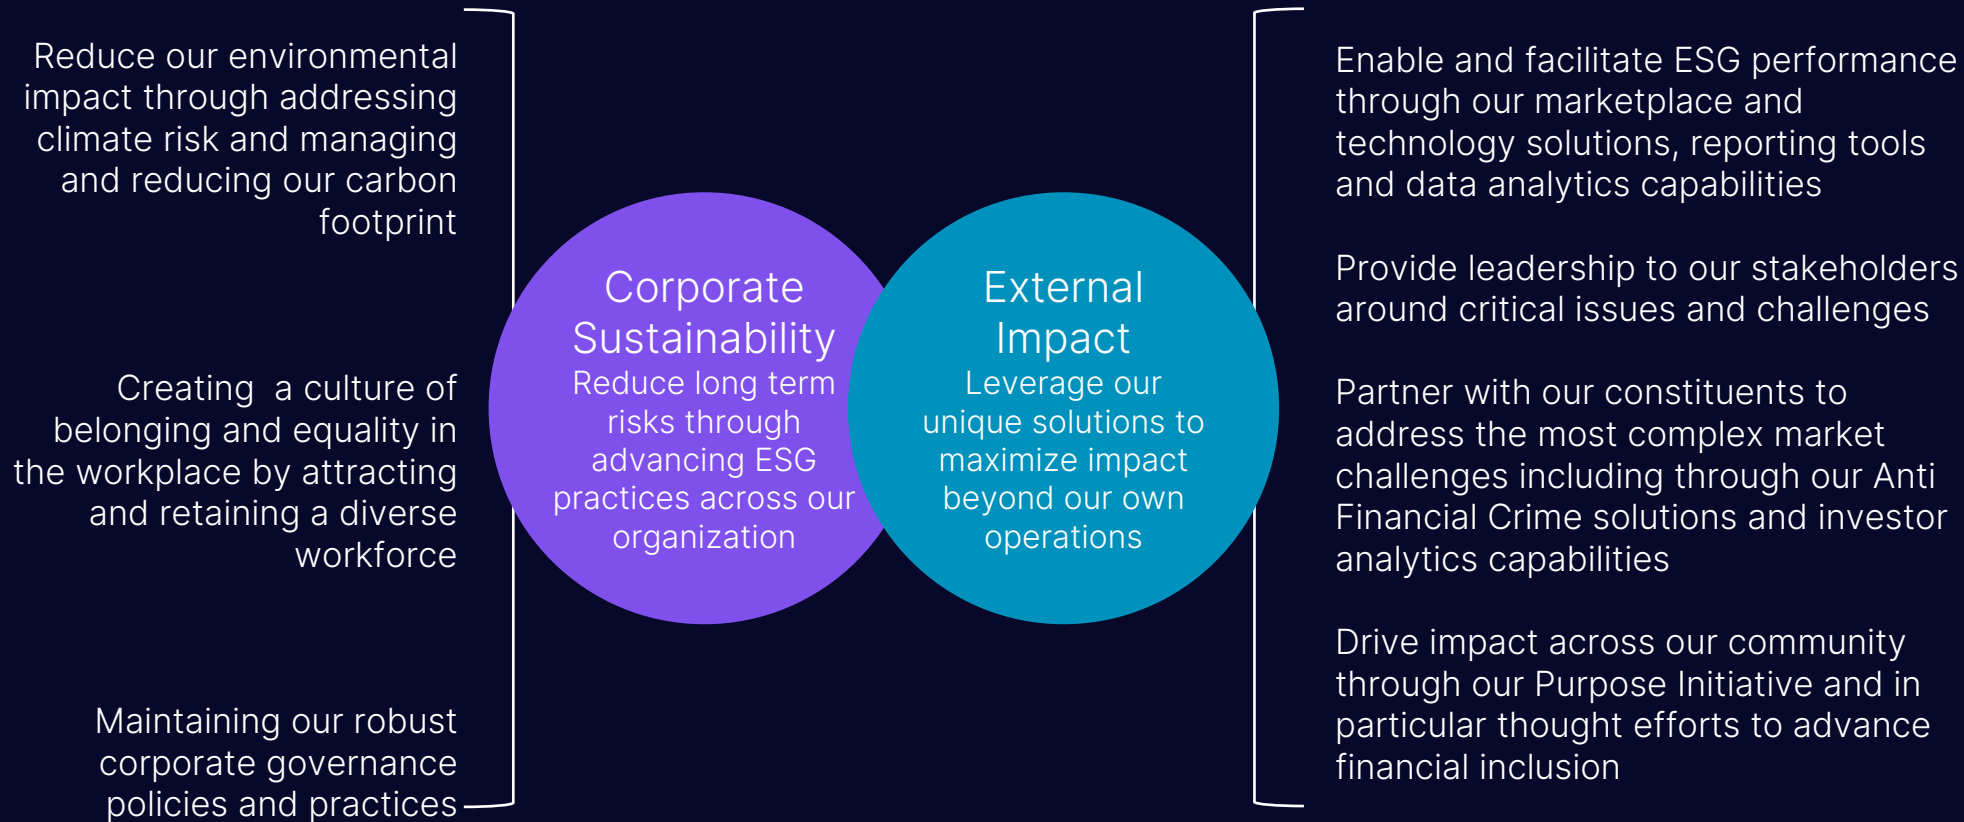 Reduce our environmental
impact through addressing
climate risk and managing
and reducing our carbon
footprint
Creating  a culture of
belonging and equality in
the workplace by attracting
and retaining a diverse
workforce
Maintaining our robust
corporate governance
policies and practices
Corporate
Sustainability
Reduce long term
risks through
advancing ESG
practices across our
organization
External
Impact
Leverage our
unique solutions to
maximize impact
beyond our own
operations
Enable and facilitate ESG performance
through our marketplace and
technology solutions, reporting tools
and data analytics capabilities
Provide leadership to our stakeholders
around critical issues and challenges
Partner with our constituents to
address the most complex market
challenges including through our Anti
Financial Crime solutions and investor
analytics capabilities
Drive impact across our community
through our Purpose Initiative and in
particular thought efforts to advance
financial inclusion